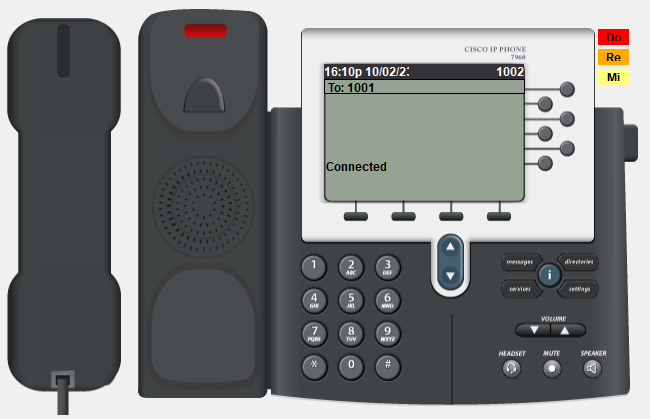 Do
CISCO IP PHONE
7960
Re
16:10p 10/02/23
1002
Mi
To: 1001
Connected
messages
directories
i
services
settings
1
2
ABC
3
DEF
4
GHI
5
JKL
6
MNO
VOLUME
7
PQRS
8
TUV
9
WXYZ
HEADSET
MUTE
SPEAKER
*
0
#